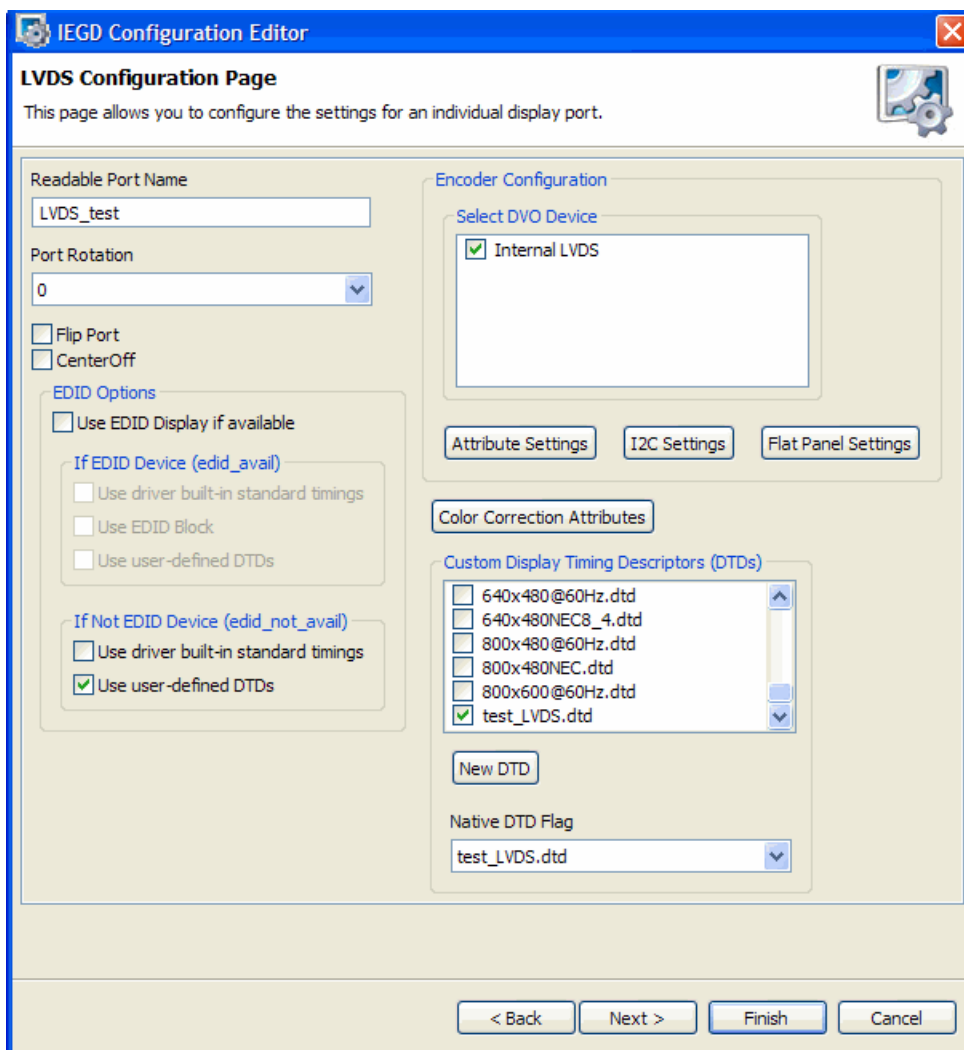 IEGD Configuration Editor
LVDS Configuration Page
This page allows you to configure the settings for an individual display port.
Readable Port Name
LVDS_test
Port Rotation
0
Flip Port
CenterOff
EDID Options
Use EDID Display if available
If EDID Device (edid_avail)
Use driver built-in standard timings
Use EDID Block
Use user-defined DTDs
If Not EDID Device (edid_not_avail)
Use driver built-in standard timings
Use user-defined DTDs
Encoder Configuration
Select DVO Device
Internal LVDS
Attribute Settings
I2C Settings
Flat Panel Settings
Color Correction Attributes
Custom Display Timing Descriptors (DTDs)
640x480@60Hz.dtd
640x480NEC8_4.dtd
800x480@60Hz.dtd
800x480NEC.dtd
800x600@60Hz.dtd
test_LVDS.dtd
New DTD
Native DTD Flag
test_LVDS.dtd
< Back
Next >
Finish
Cancel